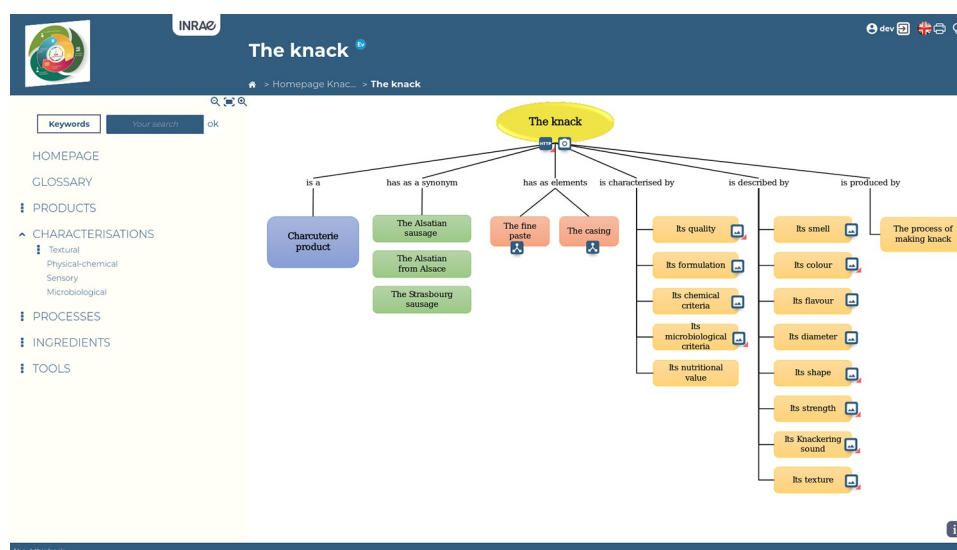 INRAE
The knack Ev
dev
> Homepage Knac... > The knack
Keywords Your search ok
HOMEPAGE
GLOSSARY
PRODUCTS
CHARACTERISATIONS
Textural
Physical-chemical
Sensory
Microbiological
PROCESSES
INGREDIENTS
TOOLS
The knack
HTTP
is a
has as a synonym
has as elements
is characterised by
is described by
is produced by
Charcuterie
product
The Alsatian
sausage
The Alsatian
from Alsace
The Strasbourg
sausage
The fine
paste
The casing
Its quality
Its formulation
Its chemical
criteria
Its
microbiological
criteria
Its nutritional
value
Its smell
Its colour
Its flavour
Its diameter
Its shape
Its strength
Its Knackering
sound
Its texture
The process of
making knack
i